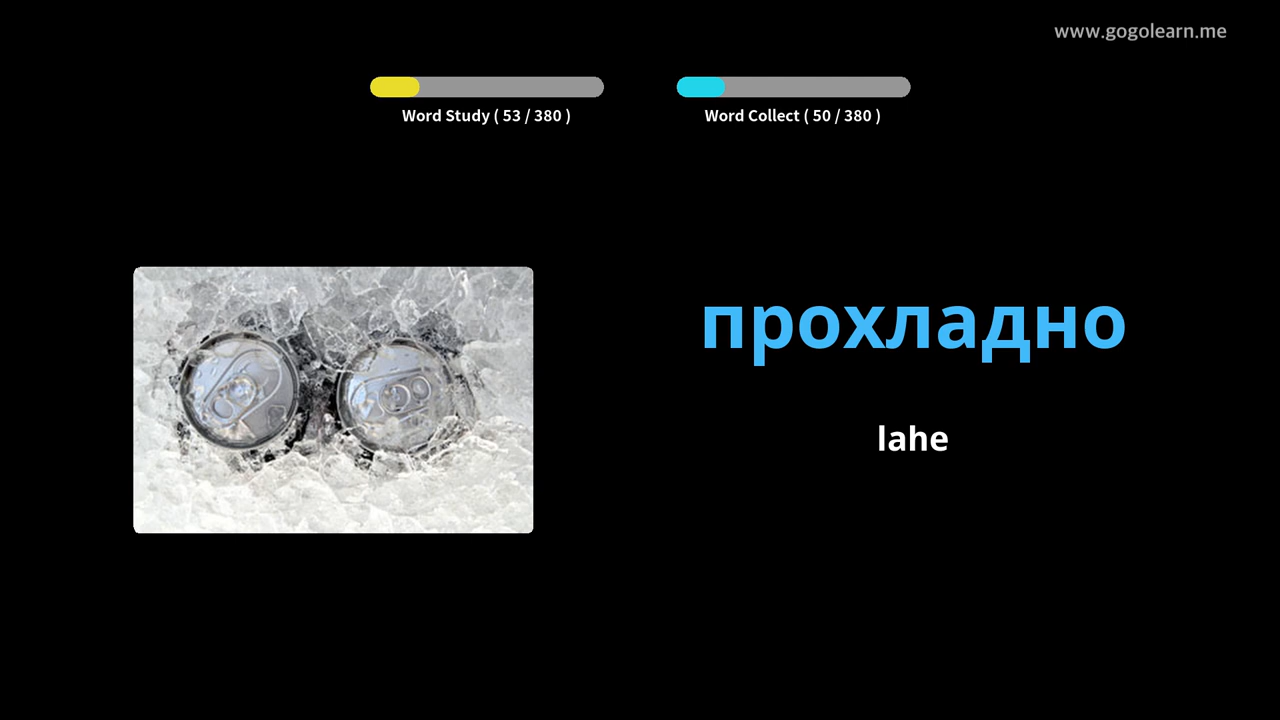 www.gogolearn.me
Word Study ( 53 / 380 )
Word Collect ( 50 / 380 )
прохладно
lahe